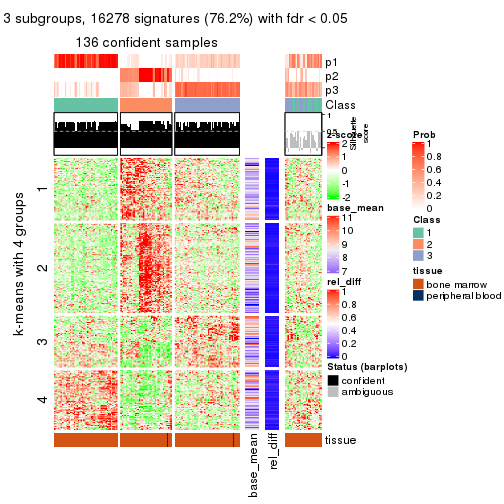 3 subgroups, 16278 signatures (76.2%) with fdr < 0.05
136 confident samples
p1
p2
p3
Class
1
0.5
Silhouette
score
k-means with 4 groups
1
2
3
4
tissue
base_mean
rel_diff
z-score
2
1
0
-1
-2
base_mean
11
10
9
8
7
rel_diff
1
0.8
0.6
0.4
0.2
0
Status (barplots)
confident
ambiguous
Prob
1
0.8
0.6
0.4
0.2
0
Class
1
2
3
tissue
bone marrow
peripheral blood